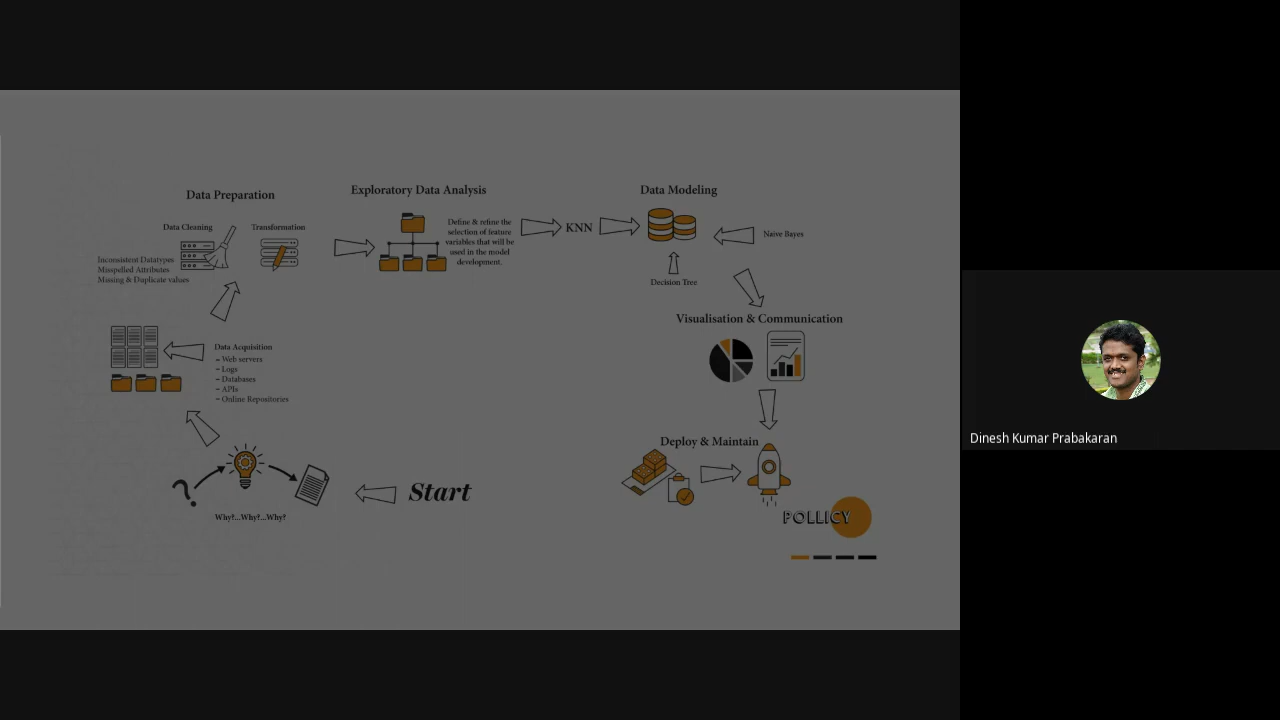 Data Preparation
Exploratory Data Analysis
Data Modeling
Data Cleaning
Transformation
Inconsistent Datatypes
Misspelled Attributes
Missing & Duplicate values
Define & refine the
selection of feature
variables that will be
used in the model
development.
KNN
Naive Bayes
Decision Tree
Visualisation & Communication
Data Acquisition
– Web servers
– Logs
– Databases
– APIs
– Online Repositories
Deploy & Maintain
?
Start
Why?...Why?...Why?
POLLICY
Dinesh Kumar Prabakaran